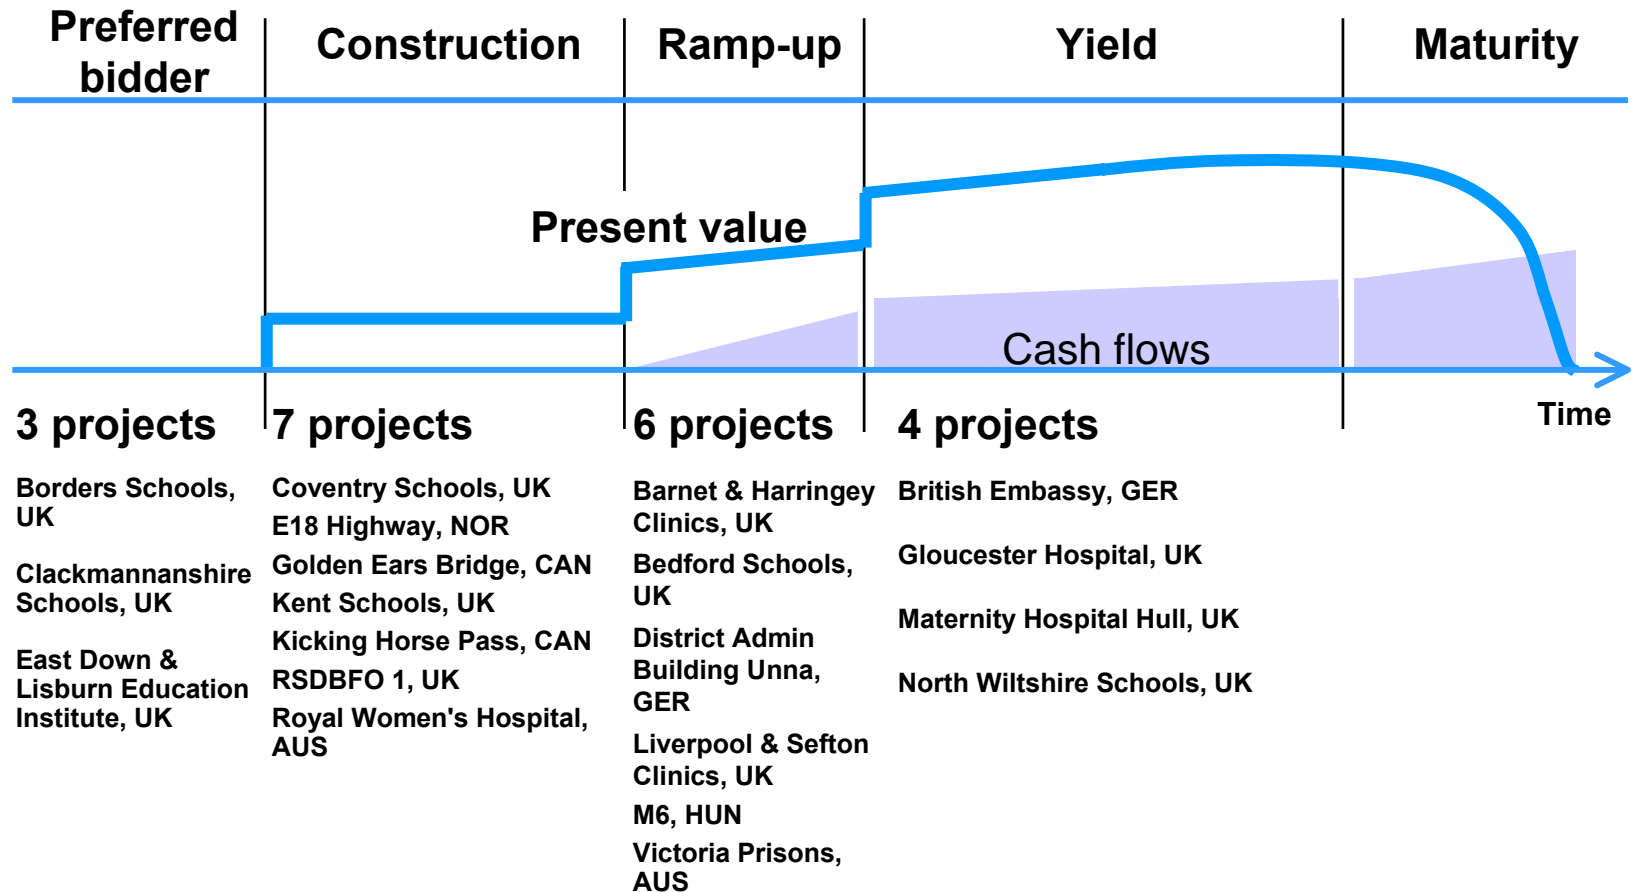 Preferred
bidder
Construction
Ramp-up
Yield
Maturity
Present value
Cash flows
Time
3 projects
Borders Schools,
UK
Clackmannanshire
Schools, UK
East Down &
Lisburn Education
Institute, UK
7 projects
Coventry Schools, UK
E18 Highway, NOR
Golden Ears Bridge, CAN
Kent Schools, UK
Kicking Horse Pass, CAN
RSDBFO 1, UK
Royal Women's Hospital,
AUS
6 projects
Barnet & Harringey
Clinics, UK
Bedford Schools,
UK
District Admin
Building Unna,
GER
Liverpool & Sefton
Clinics, UK
M6, HUN
Victoria Prisons,
AUS
4 projects
British Embassy, GER
Gloucester Hospital, UK
Maternity Hospital Hull, UK
North Wiltshire Schools, UK